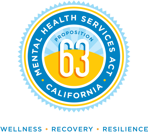 MENTAL HEALTH SERVICES ACT
PROPOSITION
63
CALIFORNIA
WELLNESS • RECOVERY • RESILIENCE